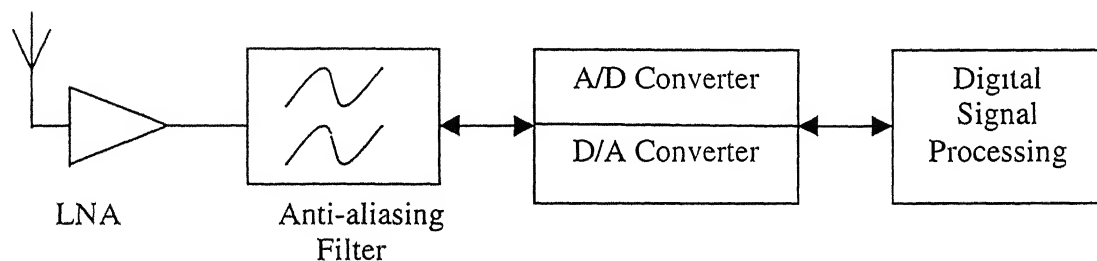 LNA
Anti-aliasing
Filter
A/D Converter
D/A Converter
Digital
Signal
Processing